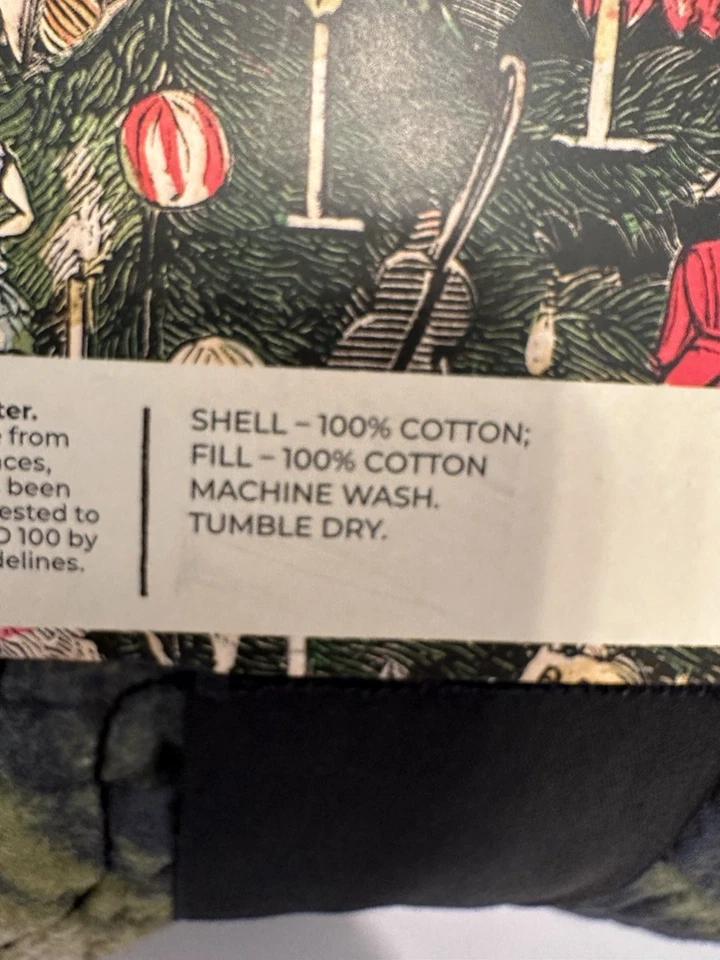 ter.
from
ces,
been
ested to
100 by
delines.
SHELL – 100% COTTON;
FILL – 100% COTTON
MACHINE WASH.
TUMBLE DRY.